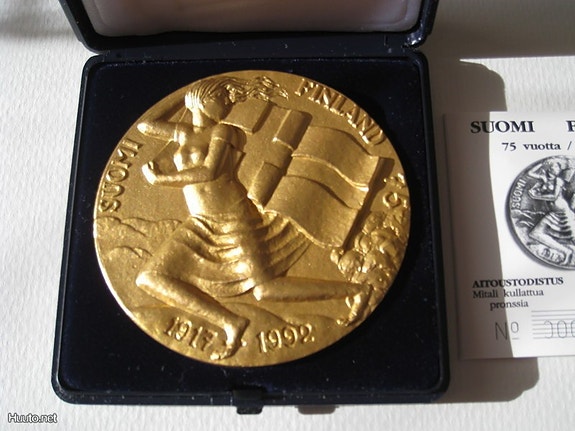 SUOMI FINLAND
75
1917 1992
SUOMI F
75 vuotta /
SUOMI
AITOUSTODISTUS
Mitali kullattua
pronssia
No
Huuto.net